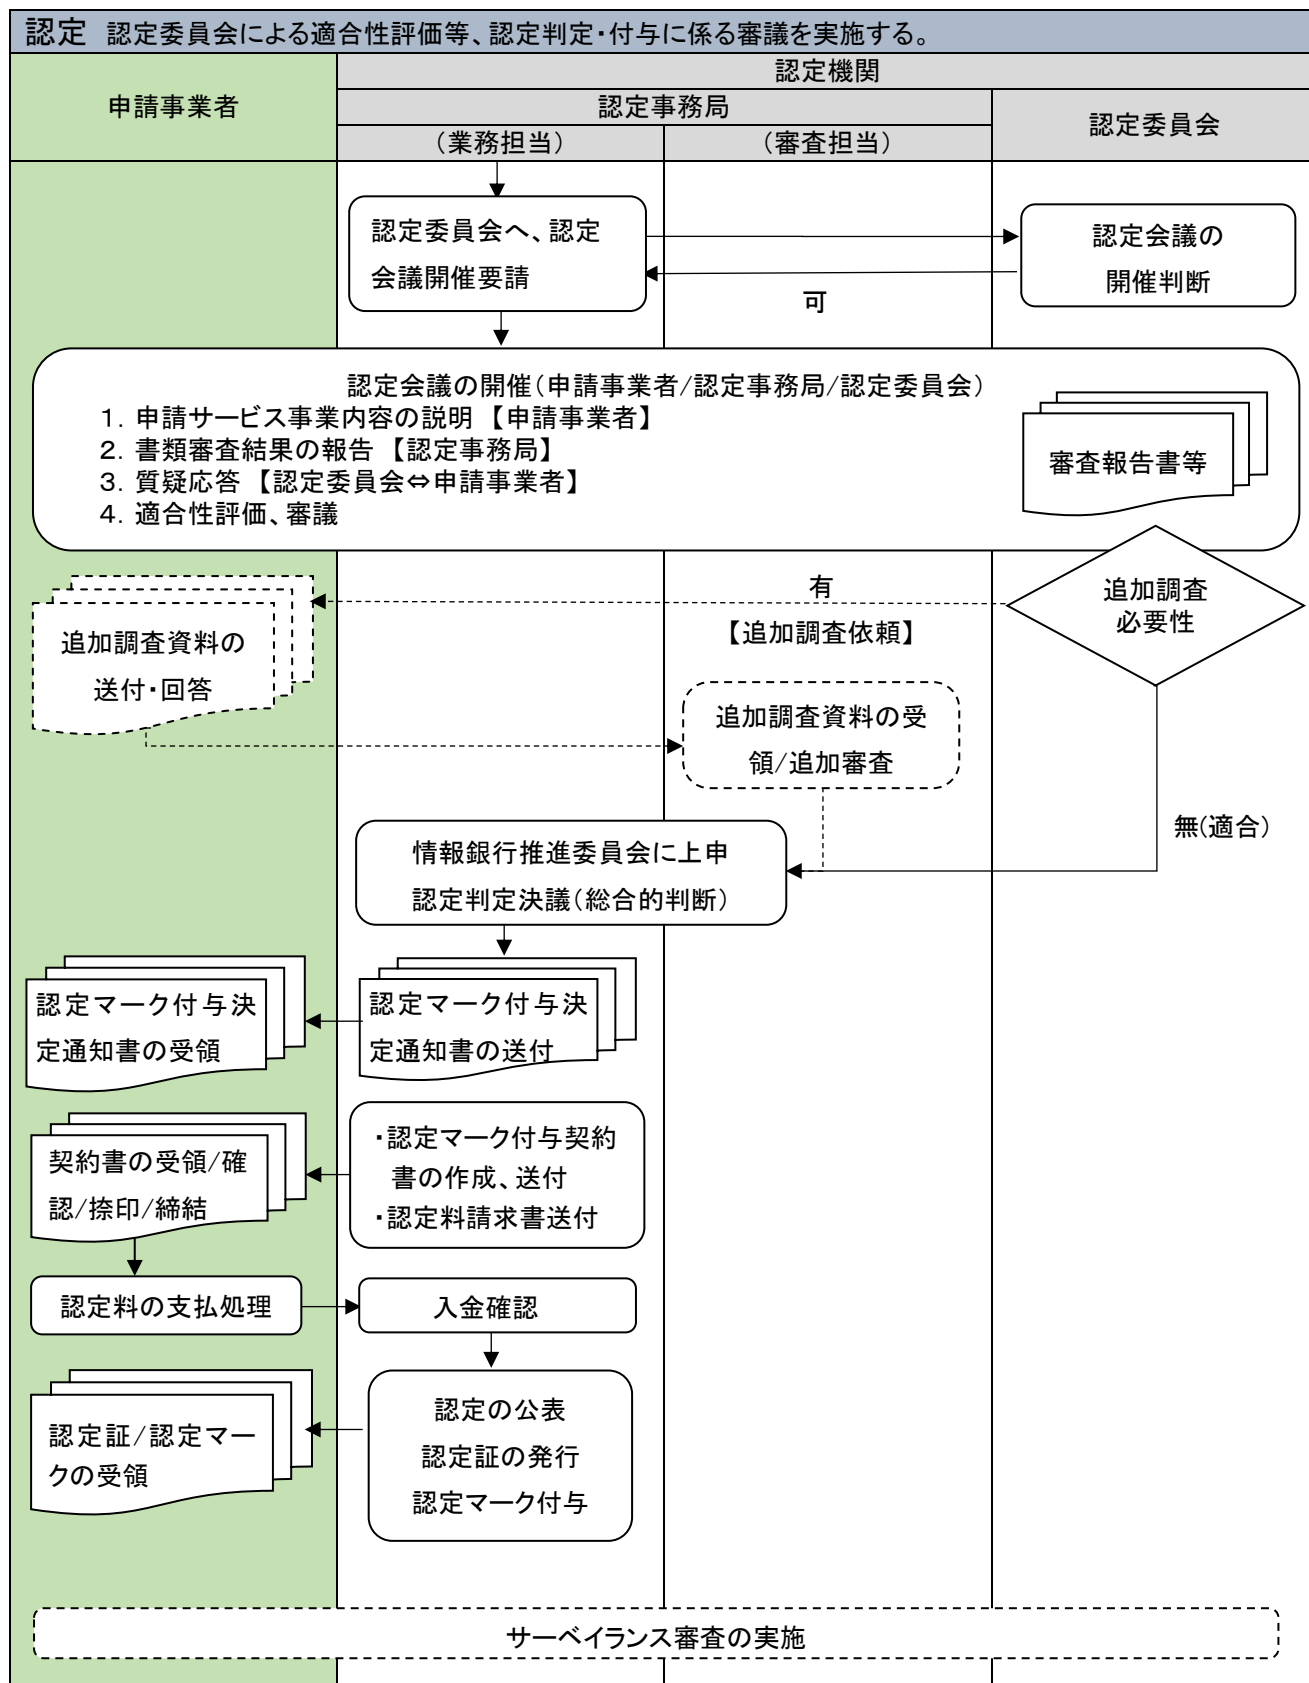 認定 認定委員会による適合性評価等、認定判定・付与に係る審議を実施する。
申請事業者
認定機関
認定事務局
認定委員会
（業務担当）
（審査担当）
認定委員会へ、認定
会議開催要請
認定会議の
開催判断
可
認定会議の開催（申請事業者/認定事務局/認定委員会）
1．申請サービス事業内容の説明 【申請事業者】
2．書類審査結果の報告 【認定事務局】
3．質疑応答 【認定委員会⇔申請事業者】
4．適合性評価、審議
審査報告書等
追加調査
必要性
有
【追加調査依頼】
追加調査資料の
送付・回答
追加調査資料の受
領/追加審査
無(適合)
情報銀行推進委員会に上申
認定判定決議（総合的判断）
認定マーク付与決
定通知書の受領
認定マーク付与決
定通知書の送付
契約書の受領/確
認/捺印/締結
・認定マーク付与契約
書の作成、送付
・認定料請求書送付
認定料の支払処理
入金確認
認定証/認定マー
クの受領
認定の公表
認定証の発行
認定マーク付与
サーベイランス審査の実施